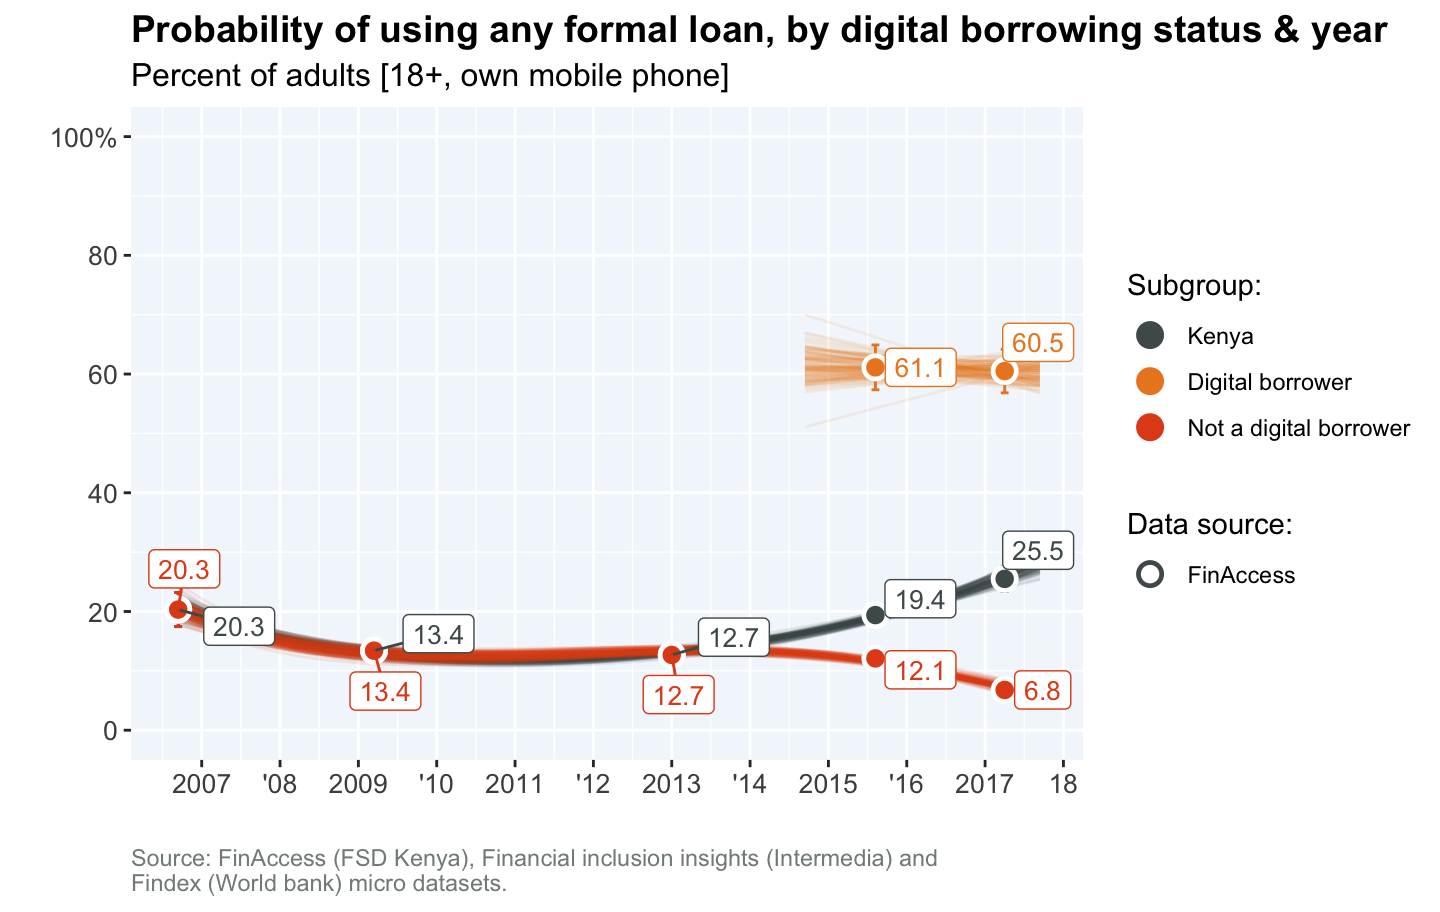 Probability of using any formal loan, by digital borrowing status & year
Percent of adults [18+, own mobile phone]
100%
80
60
40
20
0
61.1
60.5
20.3
20.3
13.4
13.4
12.7
12.7
19.4
25.5
12.1
6.8
2007 '08 2009 '10 2011 '12 2013 '14 2015 '16 2017 18
Subgroup:
Kenya
Digital borrower
Not a digital borrower
Data source:
FinAccess
Source: FinAccess (FSD Kenya), Financial inclusion insights (Intermedia) and
Findex (World bank) micro datasets.